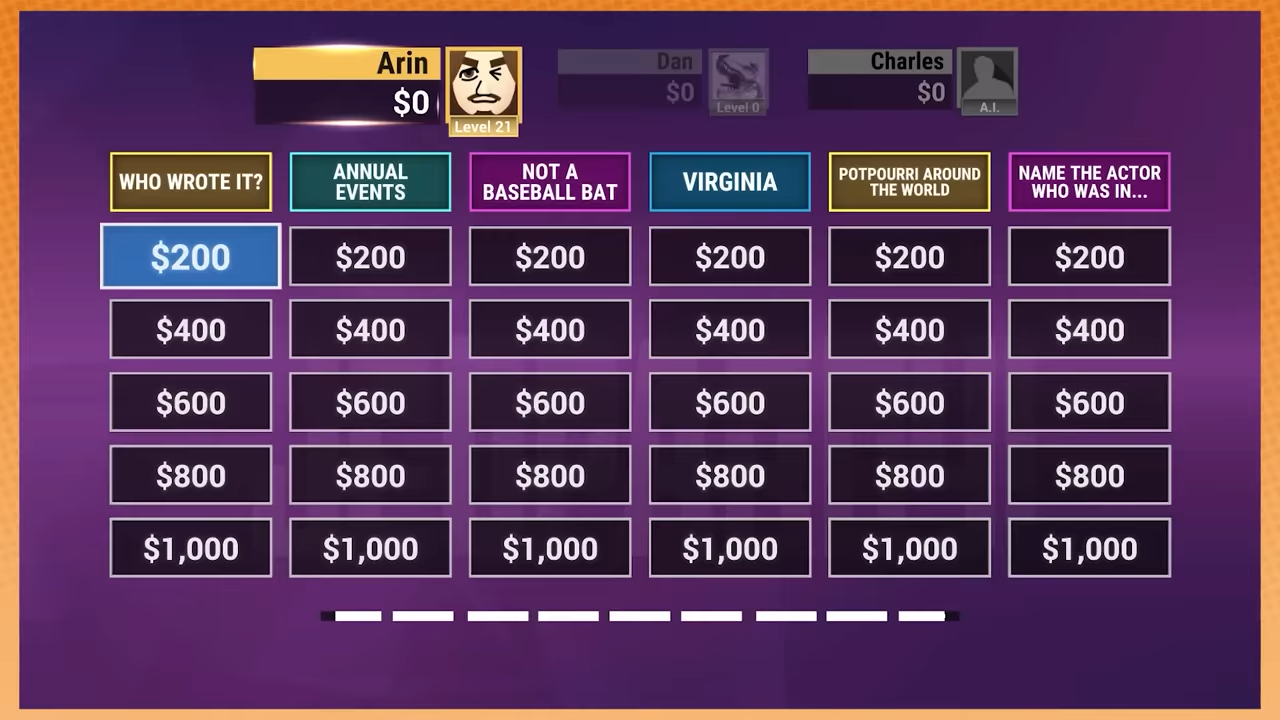 Arin
$0
Level 21
Dan
$0
Level 0
Charles
$0
A.I.
WHO WROTE IT?
ANNUAL
EVENTS
NOT A
BASEBALL BAT
VIRGINIA
POTPOURRI AROUND
THE WORLD
NAME THE ACTOR
WHO WAS IN...
$200 $200 $200 $200 $200 $200
$400 $400 $400 $400 $400 $400
$600 $600 $600 $600 $600 $600
$800 $800 $800 $800 $800 $800
$1,000 $1,000 $1,000 $1,000 $1,000 $1,000